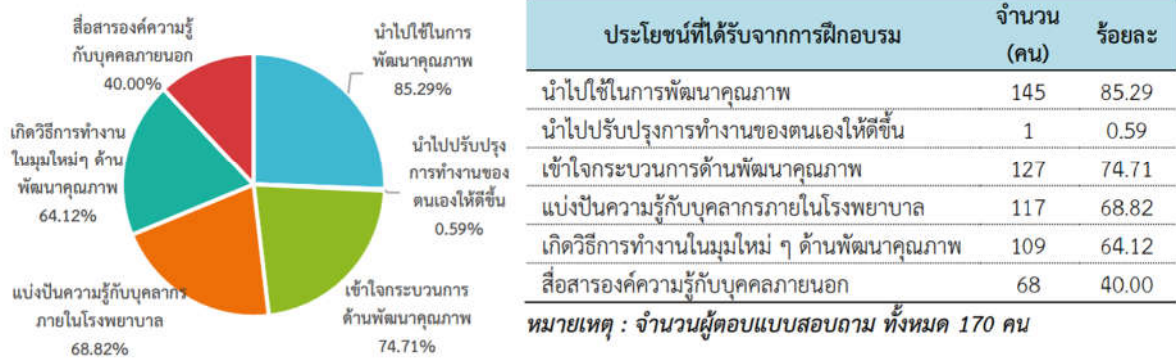 สื่อสารองค์ความรู้
กับบุคคลภายนอก
40.00%
นำไปใช้ในการ
พัฒนาคุณภาพ
85.29%
เกิดวิธีการทำงาน
ในมุมใหม่ๆ ด้าน
พัฒนาคุณภาพ
64.12%
นำไปปรับปรุง
การทำงานของ
ตนเองให้ดีขึ้น
0.59%
แบ่งปันความรู้กับบุคลากร
ภายในโรงพยาบาล
68.82%
เข้าใจกระบวนการ
ด้านพัฒนาคุณภาพ
74.71%
ประโยชน์ที่ได้รับจากการฝึกอบรม จำนวน (คน) ร้อยละ
นำไปใช้ในการพัฒนาคุณภาพ 145 85.29
นำไปปรับปรุงการทำงานของตนเองให้ดีขึ้น 1 0.59
เข้าใจกระบวนการด้านพัฒนาคุณภาพ 127 74.71
แบ่งปันความรู้กับบุคลากรภายในโรงพยาบาล 117 68.82
เกิดวิธีการทำงานในมุมใหม่ ๆ ด้านพัฒนาคุณภาพ 109 64.12
สื่อสารองค์ความรู้กับบุคคลภายนอก 68 40.00
หมายเหตุ : จำนวนผู้ตอบแบบสอบถาม ทั้งหมด 170 คน